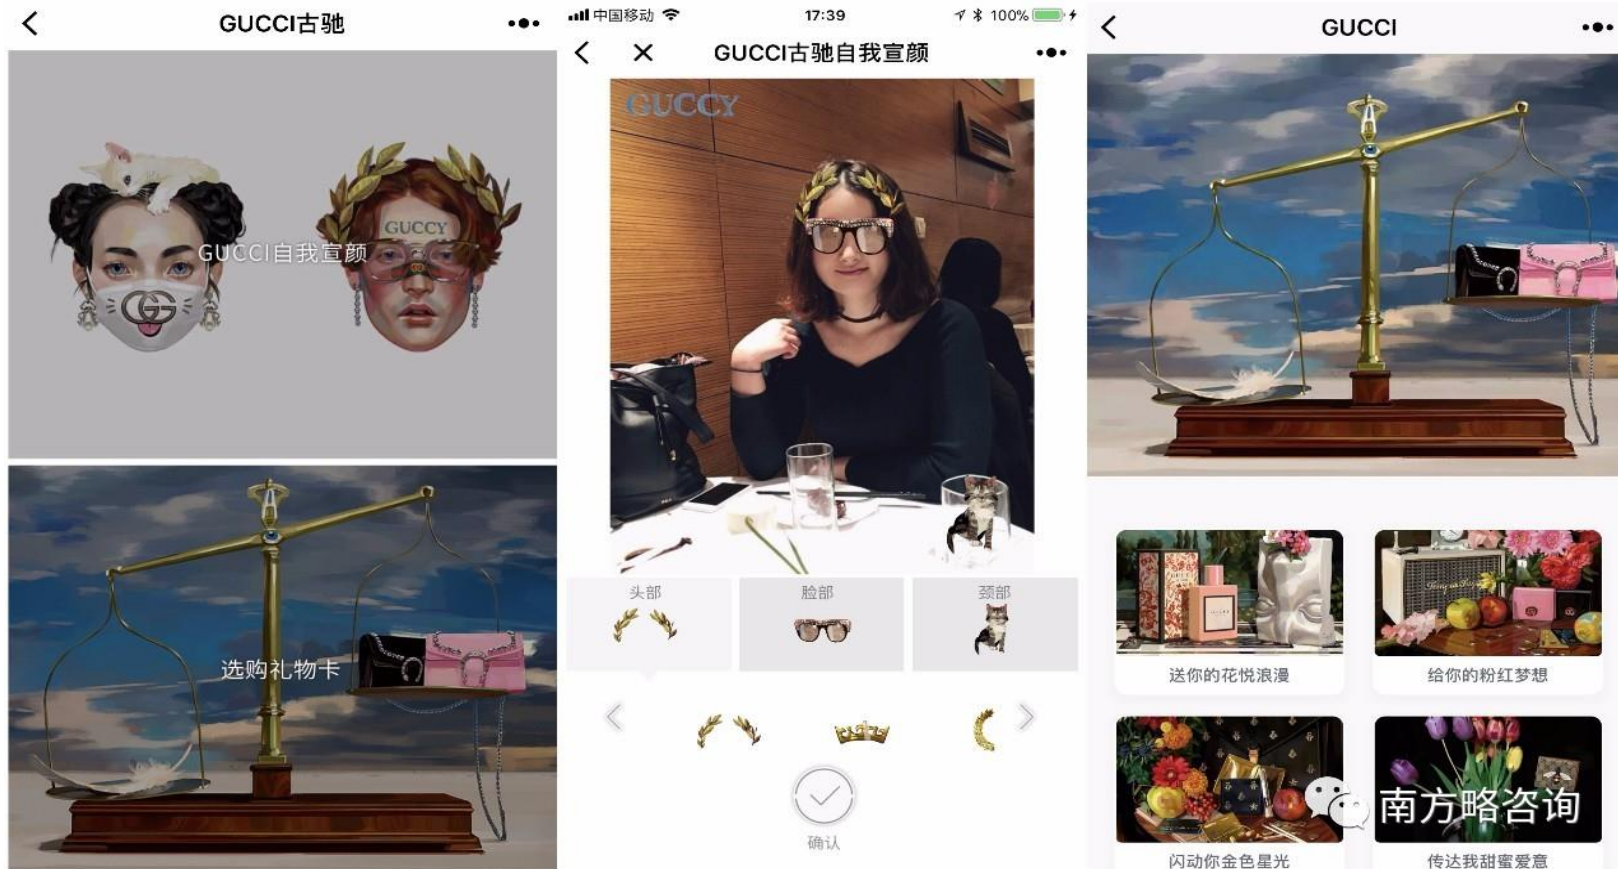 GUCCI古驰
GUCCY
GUCCI自我宣颜
选购礼物卡
中国移动
17:39
100%
GUCCI古驰自我宣颜
GUCCY
头部
脸部
颈部
确认
GUCCI
送你的花悦浪漫
给你的粉红梦想
闪动你金色星光
传达我甜蜜爱意
南方略咨询